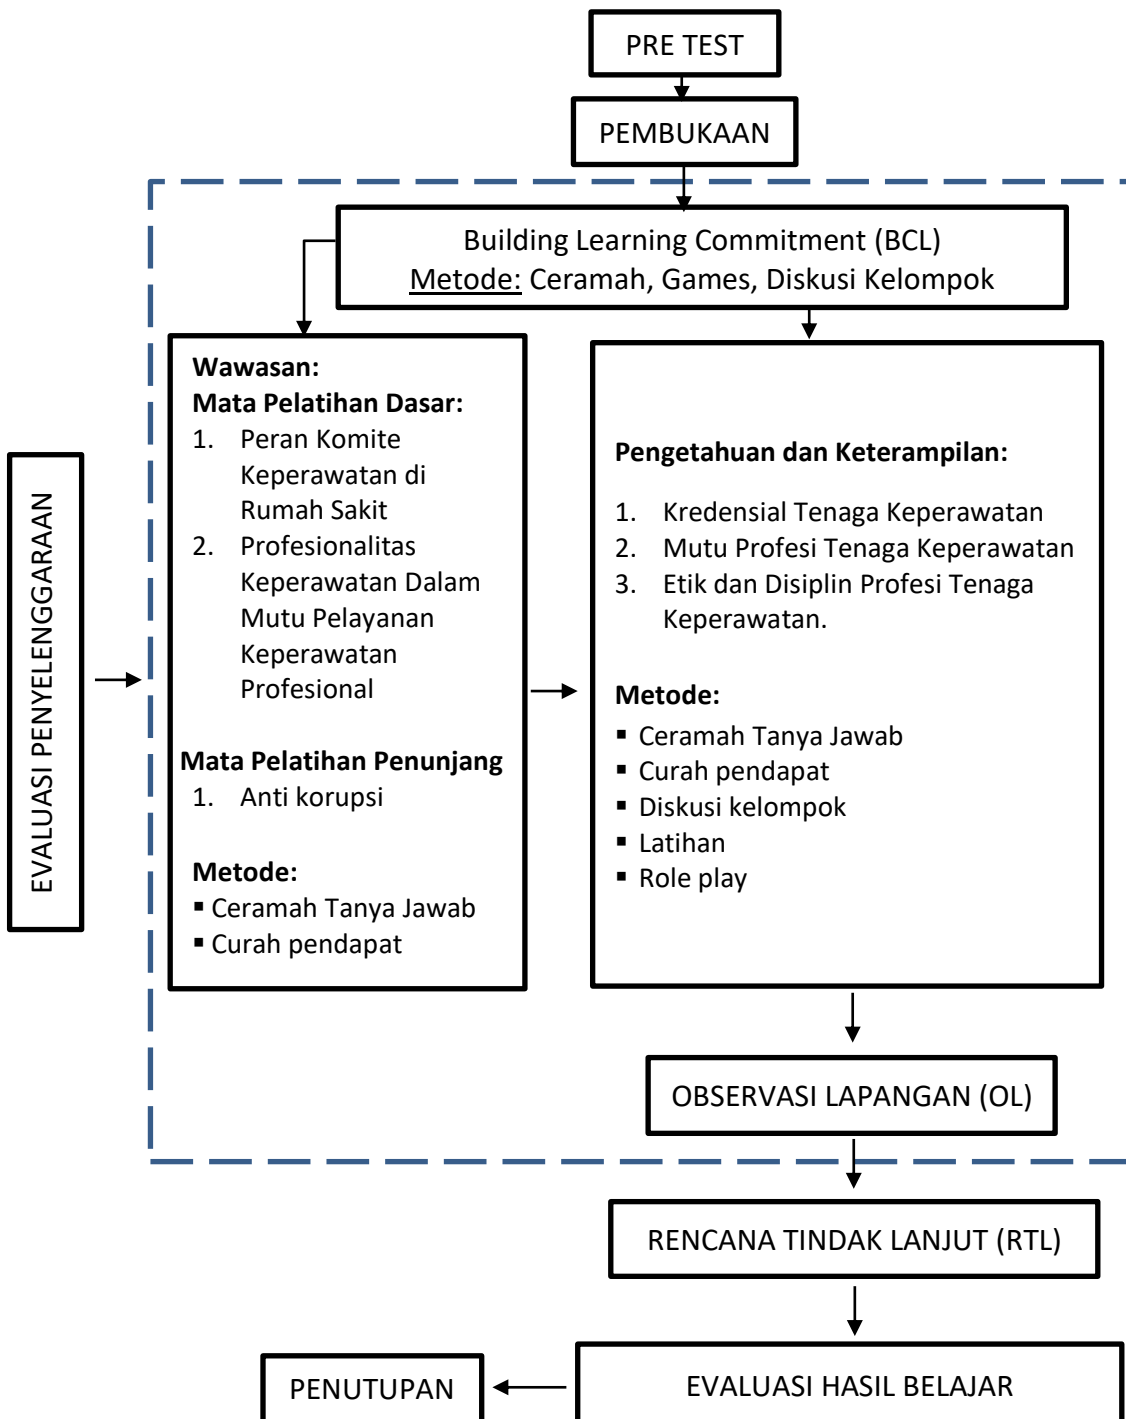 PRE TEST
PEMBUKAAN
Building Learning Commitment (BCL)
Metode: Ceramah, Games, Diskusi Kelompok
EVALUASI PENYELENGGARAAN
Wawasan:
Mata Pelatihan Dasar:
1. Peran Komite
Keperawatan di
Rumah Sakit
2. Profesionalitas
Keperawatan Dalam
Mutu Pelayanan
Keperawatan
Profesional
Mata Pelatihan Penunjang
1. Anti korupsi
Metode:
▪ Ceramah Tanya Jawab
▪ Curah pendapat
Pengetahuan dan Keterampilan:
1. Kredensial Tenaga Keperawatan
2. Mutu Profesi Tenaga Keperawatan
3. Etik dan Disiplin Profesi Tenaga
Keperawatan.
Metode:
▪ Ceramah Tanya Jawab
▪ Curah pendapat
▪ Diskusi kelompok
▪ Latihan
▪ Role play
OBSERVASI LAPANGAN (OL)
RENCANA TINDAK LANJUT (RTL)
EVALUASI HASIL BELAJAR
PENUTUPAN